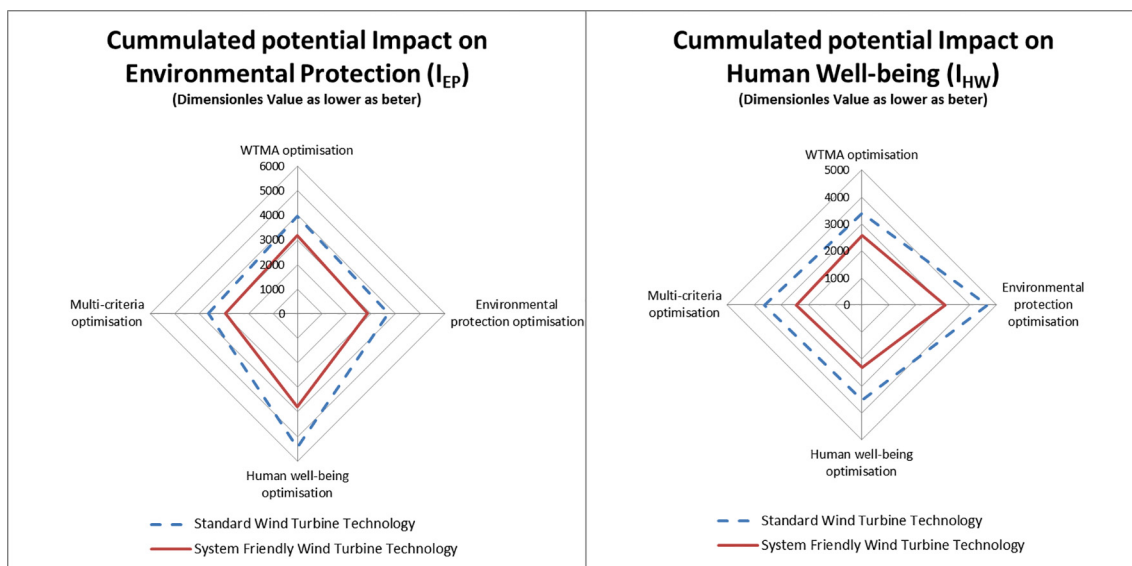 Cummulated potential Impact on
Environmental Protection (I_EP)
(Dimensionles Value as lower as beter)
WTMA optimisation
6000
5000
4000
3000
2000
1000
0
Multi-criteria
optimisation
Environmental
protection optimisation
Human well-being
optimisation
Standard Wind Turbine Technology
System Friendly Wind Turbine Technology
Cummulated potential Impact on
Human Well-being (I_HW)
(Dimensionles Value as lower as beter)
WTMA optimisation
5000
4000
3000
2000
1000
0
Multi-criteria
optimisation
Environmental
protection
optimisation
Human well-being
optimisation
Standard Wind Turbine Technology
System Friendly Wind Turbine Technology